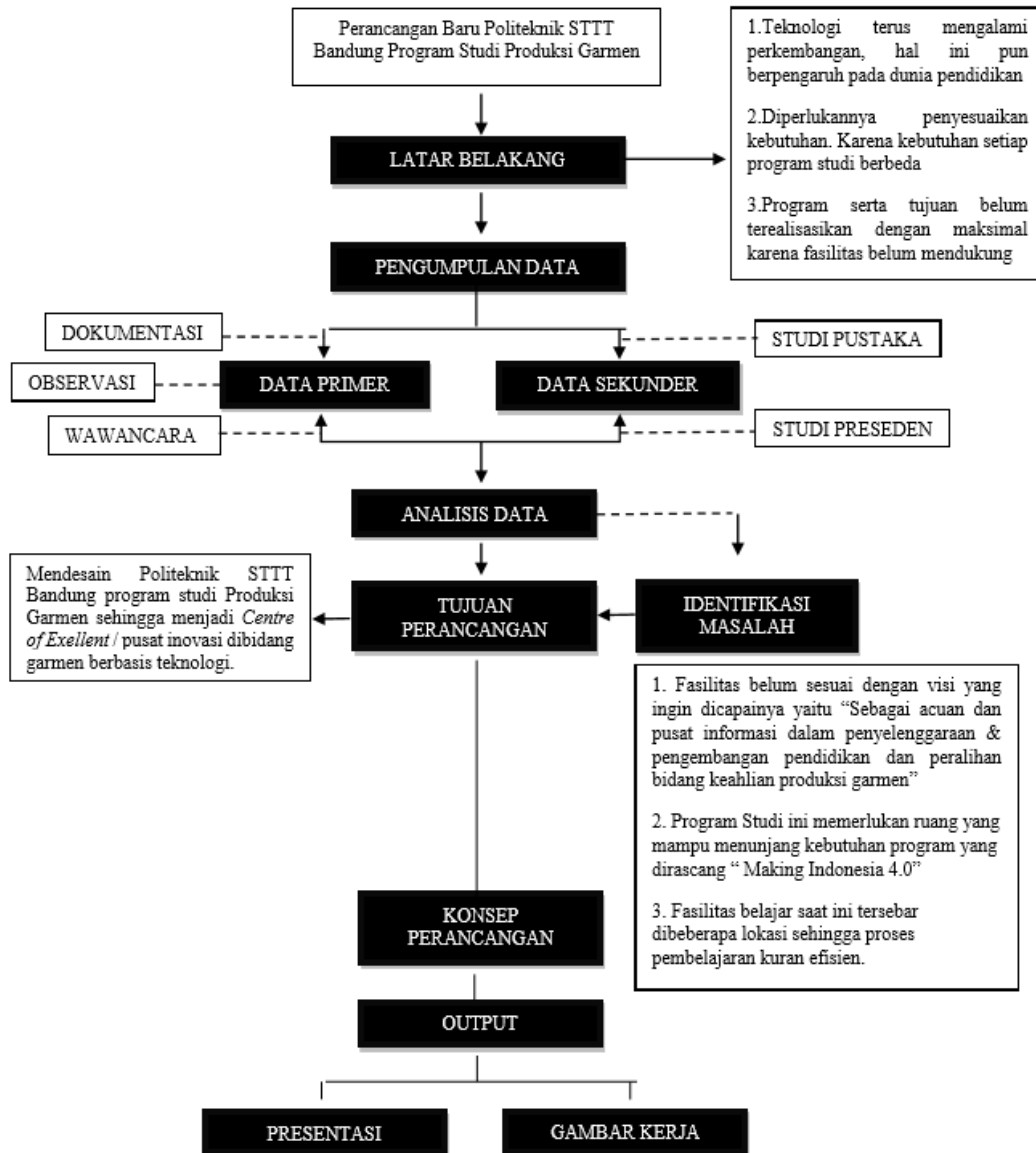 Perancangan Baru Politeknik STTT
Bandung Program Studi Produksi Garmen
1.Teknologi terus mengalami
perkembangan, hal ini pun
berpengaruh pada dunia pendidikan
2.Diperlukannya penyesuaikan
kebutuhan. Karena kebutuhan setiap
program studi berbeda
3.Program serta tujuan belum
terealisasikan dengan maksimal
karena fasilitas belum mendukung
LATAR BELAKANG
PENGUMPULAN DATA
DOKUMENTASI
STUDI PUSTAKA
OBSERVASI
DATA PRIMER
DATA SEKUNDER
WAWANCARA
STUDI PRESEDEN
ANALISIS DATA
Mendesain Politeknik STTT
Bandung program studi Produksi
Garmen sehingga menjadi Centre
of Exellent / pusat inovasi dibidang
garmen berbasis teknologi.
TUJUAN
PERANCANGAN
IDENTIFIKASI
MASALAH
1. Fasilitas belum sesuai dengan visi yang
ingin dicapainya yaitu “Sebagai acuan dan
pusat informasi dalam penyelenggaraan &
pengembangan pendidikan dan peralihan
bidang keahlian produksi garmen”
2. Program Studi ini memerlukan ruang yang
mampu menunjang kebutuhan program yang
dirascang “ Making Indonesia 4.0”
3. Fasilitas belajar saat ini tersebar
dibeberapa lokasi sehingga proses
pembelajaran kuran efisien.
KONSEP
PERANCANGAN
OUTPUT
PRESENTASI
GAMBAR KERJA